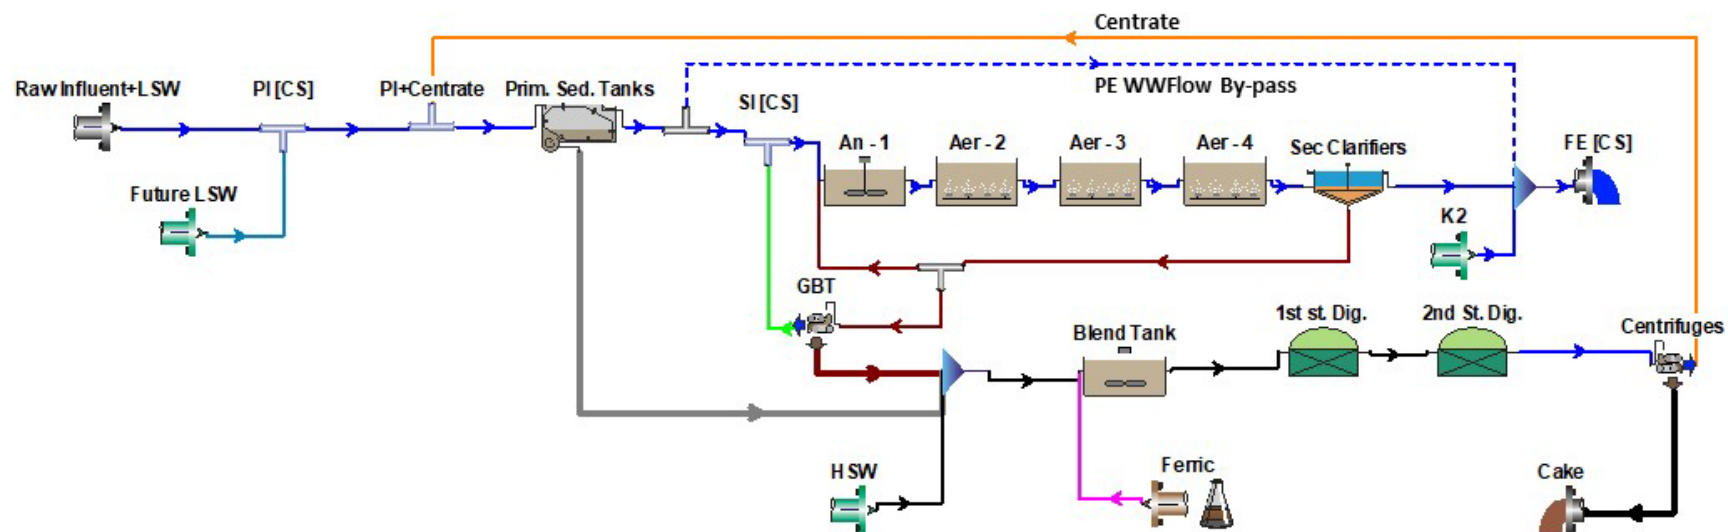 Centrate
Raw Influent+LSW
PI [CS]
PI+Centrate
Prim. Sed. Tanks
PE WWFlow By-pass
SI [CS]
An - 1
Aer - 2
Aer - 3
Aer - 4
Sec Clarifiers
FE [CS]
Future LSW
K2
GBT
Blend Tank
1st st. Dig.
2nd St. Dig.
Centrifuges
HSW
Ferric
Cake